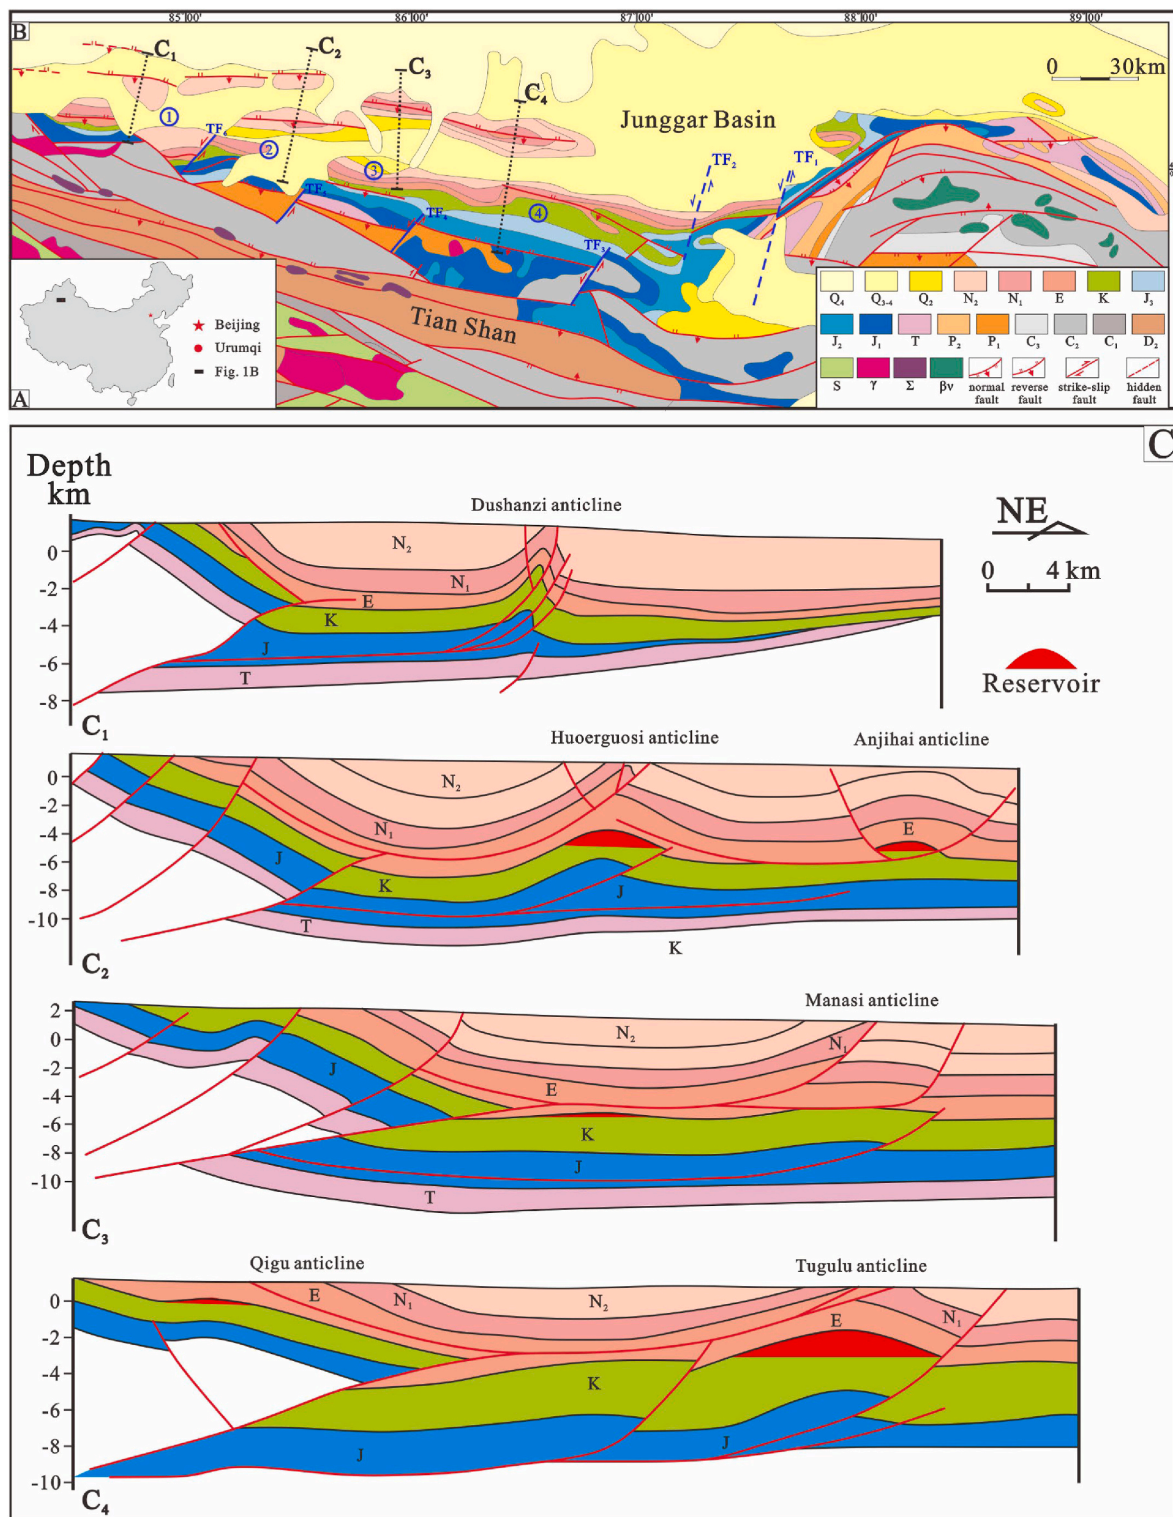 B
85°00' 86°00' 87°00' 88°00' 89°00'
C1 C2 C3 C4
0 30km
Junggar Basin
1
TF6
2
3
TF2
TF1
TF4
4
TF3
Tian Shan
Beijing
Urumqi
Fig. 1B
A
Q4 Q3-4 Q2 N2 N1 E K J3
J2 J1 T P2 P1 C3 C2 C1 D2
S γ Σ βν normal fault reverse fault strike-slip fault hidden fault
C
Depth
km
NE
0 4 km
Reservoir
Dushanzi anticline
0
-2
-4
-6
-8
N2
N1
E
K
J
T
C1
Huoerguosi anticline
Anjihai anticline
0
-2
-4
-6
-8
-10
N2
N1
E
J
K
J
T
K
C2
Manasi anticline
2
0
-2
-4
-6
-8
-10
N2
N1
J
E
K
J
T
C3
Qigu anticline
Tugulu anticline
0
-2
-4
-6
-8
-10
E
N1
N2
E
N1
K
J
J
C4